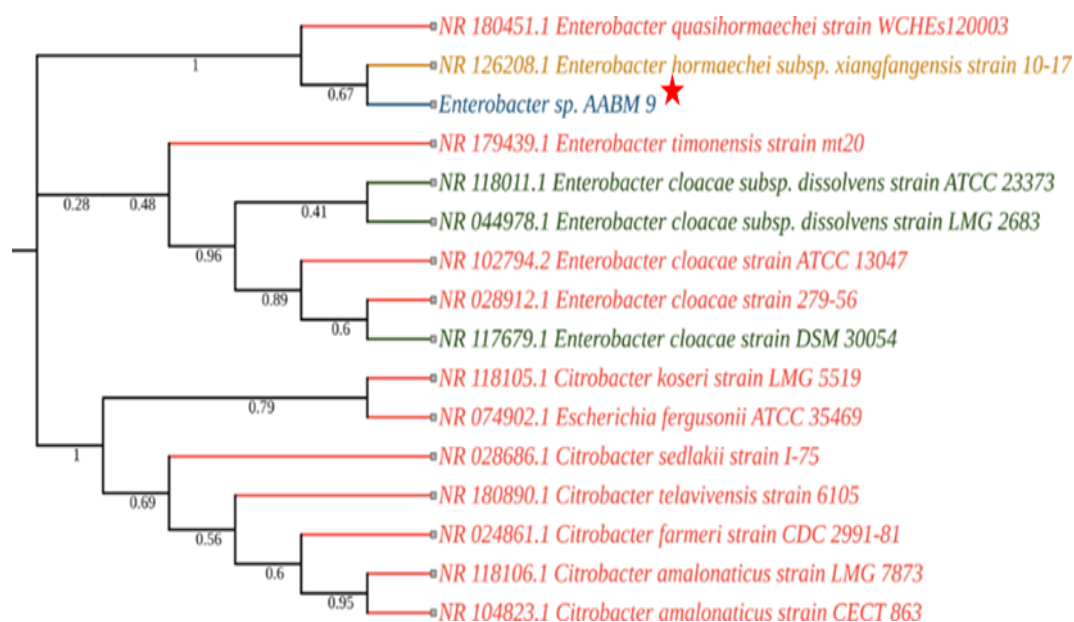 NR 180451.1 Enterobacter quasihormaechei strain WCHEs120003
1
NR 126208.1 Enterobacter hormaechei subsp. xiangfangensis strain 10-17
0.67
Enterobacter sp. AABM 9
NR 179439.1 Enterobacter timonensis strain mt20
NR 118011.1 Enterobacter cloacae subsp. dissolvens strain ATCC 23373
0.28 0.48 0.41
NR 044978.1 Enterobacter cloacae subsp. dissolvens strain LMG 2683
0.96
NR 102794.2 Enterobacter cloacae strain ATCC 13047
0.89
NR 028912.1 Enterobacter cloacae strain 279-56
0.6
NR 117679.1 Enterobacter cloacae strain DSM 30054
NR 118105.1 Citrobacter koseri strain LMG 5519
0.79
NR 074902.1 Escherichia fergusonii ATCC 35469
1
NR 028686.1 Citrobacter sedlakii strain I-75
0.69
NR 180890.1 Citrobacter telavivensis strain 6105
0.56
NR 024861.1 Citrobacter farmeri strain CDC 2991-81
0.6
NR 118106.1 Citrobacter amalonaticus strain LMG 7873
0.95
NR 104823.1 Citrobacter amalonaticus strain CECT 863